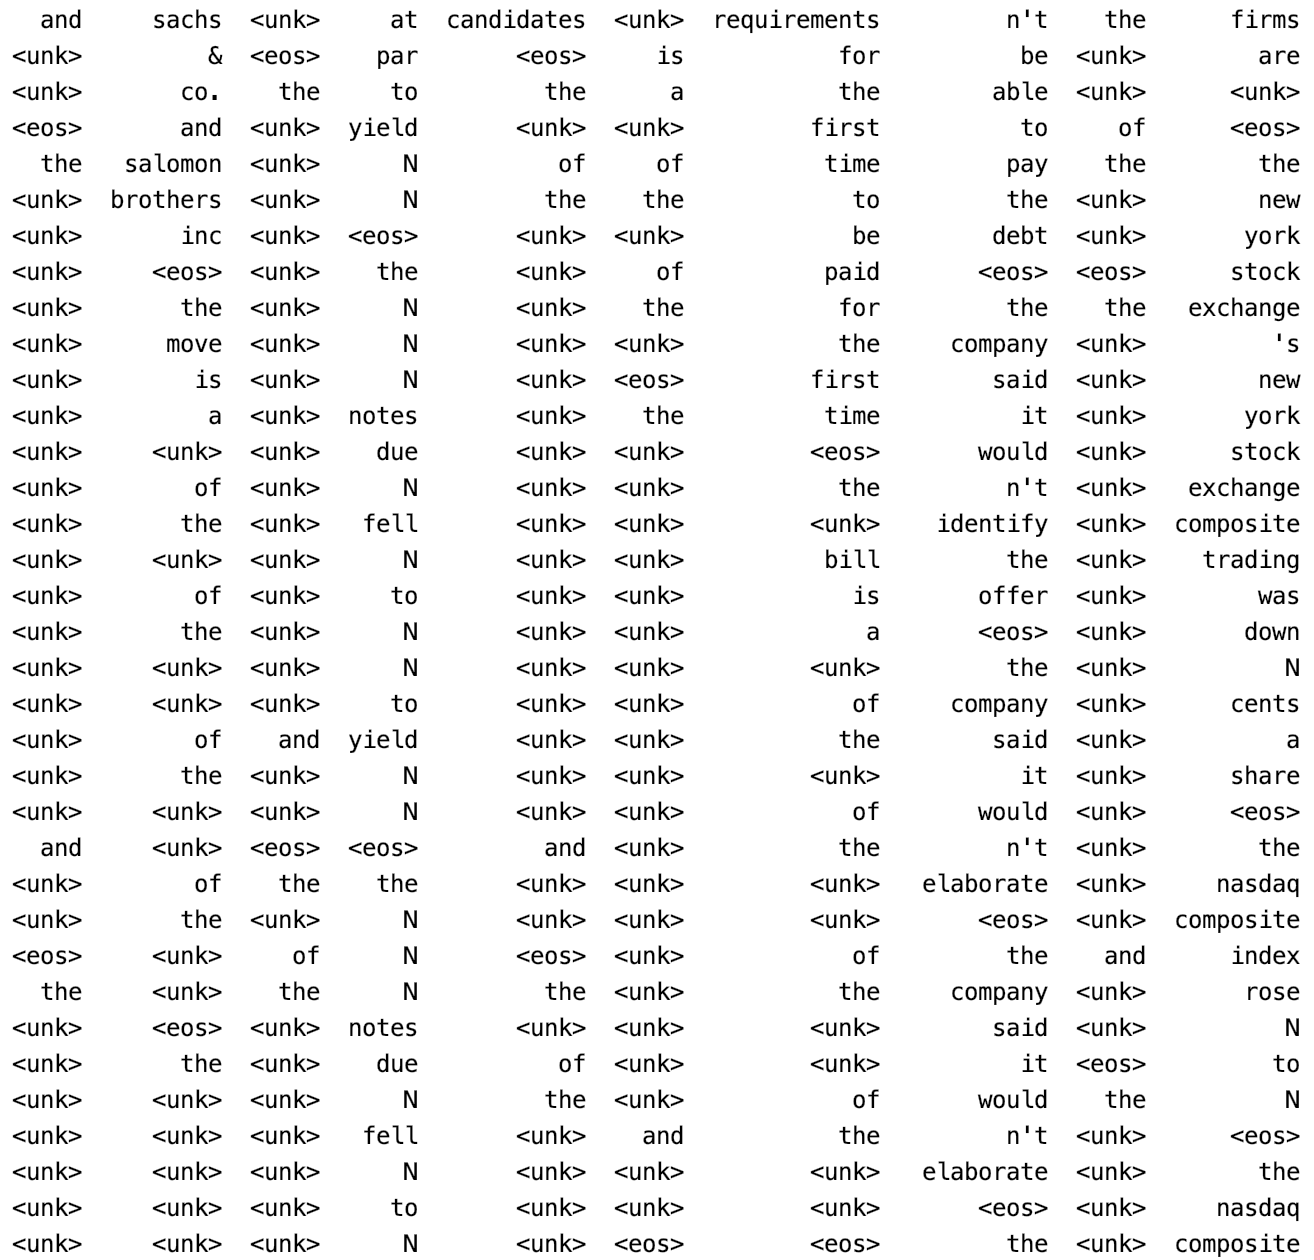 and sachs <unk> at candidates <unk> requirements n't the firms
<unk> & <eos> par <eos> is for be <unk> are
<unk> co. the to the a the able <unk> <unk>
<eos> and <unk> yield <unk> <unk> first to of <eos>
the salomon <unk> N of of time pay the the
<unk> brothers <unk> N the the to the <unk> new
<unk> inc <unk> <eos> <unk> <unk> be debt <unk> york
<unk> <eos> <unk> the <unk> of paid <eos> <eos> stock
<unk> the <unk> N <unk> the for the the exchange
<unk> move <unk> N <unk> <unk> the company <unk> 's
<unk> is <unk> N <unk> <eos> first said <unk> new
<unk> a <unk> notes <unk> the time it <unk> york
<unk> <unk> <unk> due <unk> <unk> <eos> would <unk> stock
<unk> of <unk> N <unk> <unk> the n't <unk> exchange
<unk> the <unk> fell <unk> <unk> <unk> identify <unk> composite
<unk> <unk> <unk> N <unk> <unk> bill the <unk> trading
<unk> of <unk> to <unk> <unk> is offer <unk> was
<unk> the <unk> N <unk> <unk> a <eos> <unk> down
<unk> <unk> <unk> N <unk> <unk> <unk> the <unk> N
<unk> <unk> <unk> to <unk> <unk> of company <unk> cents
<unk> of and yield <unk> <unk> the said <unk> a
<unk> the <unk> N <unk> <unk> <unk> it <unk> share
<unk> <unk> <unk> N <unk> <unk> of would <unk> <eos>
and <unk> <eos> <eos> and <unk> the n't <unk> the
<unk> of the the <unk> <unk> <unk> elaborate <unk> nasdaq
<unk> the <unk> N <unk> <unk> <unk> <eos> <unk> composite
<eos> <unk> of N <eos> <unk> of the and index
the <unk> the N the <unk> the company <unk> rose
<unk> <eos> <unk> notes <unk> <unk> <unk> said <unk> N
<unk> the <unk> due of <unk> <unk> it <eos> to
<unk> <unk> <unk> N the <unk> of would the N
<unk> <unk> <unk> fell <unk> and the n't <unk> <eos>
<unk> <unk> <unk> N <unk> <unk> <unk> elaborate <unk> the
<unk> <unk> <unk> to <unk> <unk> <unk> <eos> <unk> nasdaq
<unk> <unk> <unk> N <unk> <eos> <eos> the <unk> composite